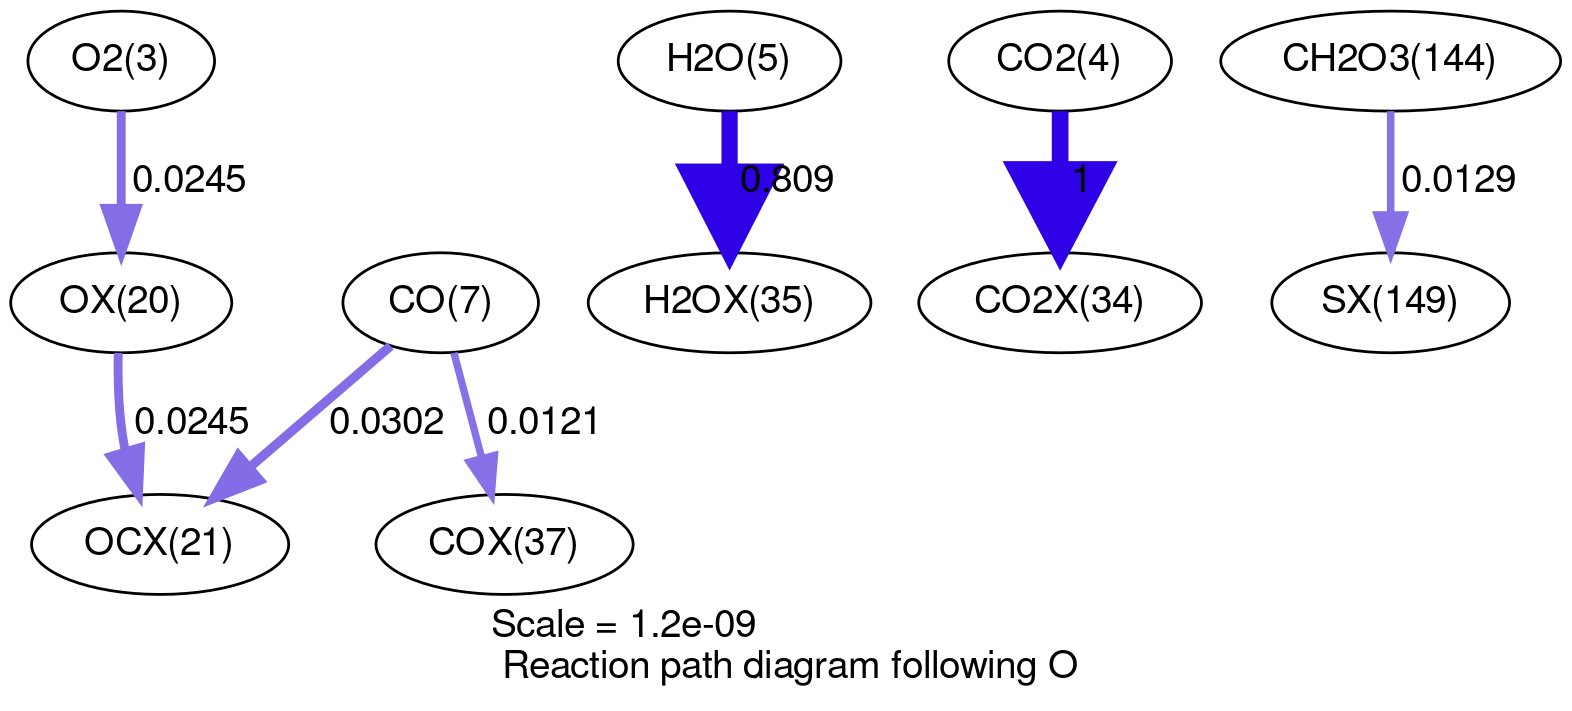 O2(3)
H2O(5)
CO2(4)
CH2O3(144)
0.0245
0.809
1
0.0129
OX(20)
CO(7)
H2OX(35)
CO2X(34)
SX(149)
0.0245
0.0302
0.0121
OCX(21)
COX(37)
Scale = 1.2e-09
Reaction path diagram following O